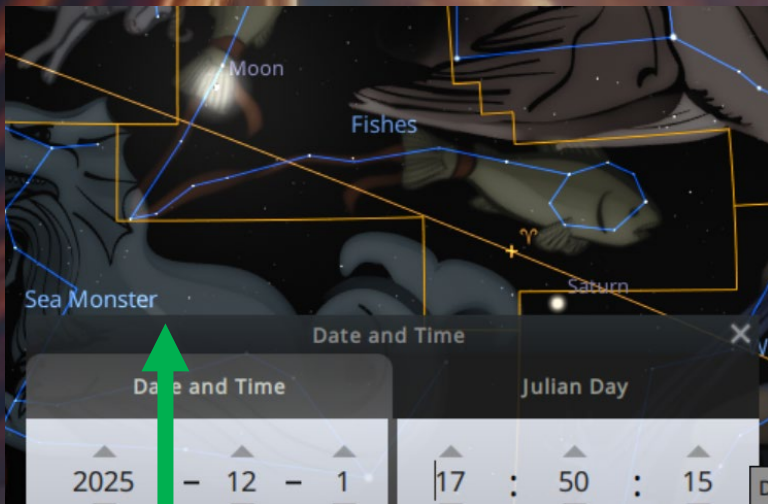 Moon
Fishes
♈
Saturn
Sea Monster
Date and Time
Date and Time Julian Day
2025 - 12 - 1 17 : 50 : 15